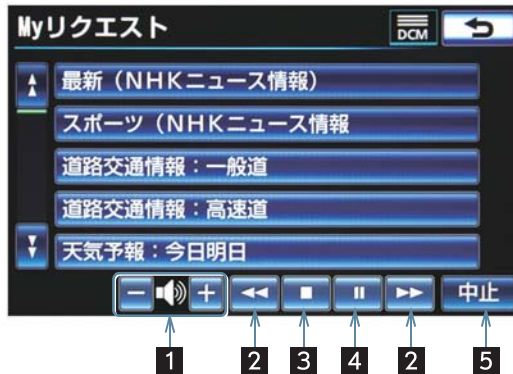 Myリクエスト
DCM
最新（NHKニュース情報）
スポーツ（NHKニュース情報
道路交通情報：一般道
道路交通情報：高速道
天気予報：今日明日
− + 中止
1 2 3 4 2 5